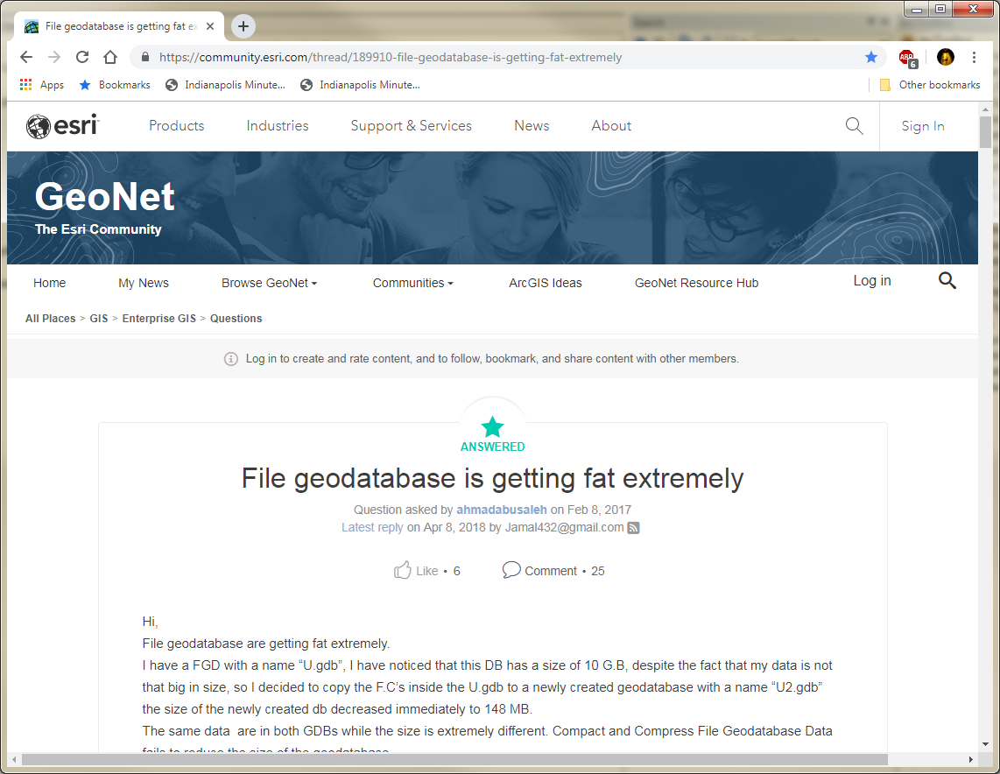 File geodatabase is getting fat ex
https://community.esri.com/thread/189910-file-geodatabase-is-getting-fat-extremely
ABP
6
Apps
Bookmarks
Indianapolis Minute...
Indianapolis Minute...
Other bookmarks
esri
Products
Industries
Support & Services
News
About
Sign In
GeoNet
The Esri Community
Home
My News
Browse GeoNet
Communities
ArcGIS Ideas
GeoNet Resource Hub
Log in
All Places > GIS > Enterprise GIS > Questions
Log in to create and rate content, and to follow, bookmark, and share content with other members.
ANSWERED
File geodatabase is getting fat extremely
Question asked by ahmadabusaleh on Feb 8, 2017
Latest reply on Apr 8, 2018 by Jamal432@gmail.com
Like • 6
Comment • 25
Hi,
File geodatabase are getting fat extremely.
I have a FGD with a name “U.gdb”, I have noticed that this DB has a size of 10 G.B, despite the fact that my data is not
that big in size, so I decided to copy the F.C’s inside the U.gdb to a newly created geodatabase with a name “U2.gdb”
the size of the newly created db decreased immediately to 148 MB.
The same data  are in both GDBs while the size is extremely different. Compact and Compress File Geodatabase Data
fails to reduce the size of the geodatabase